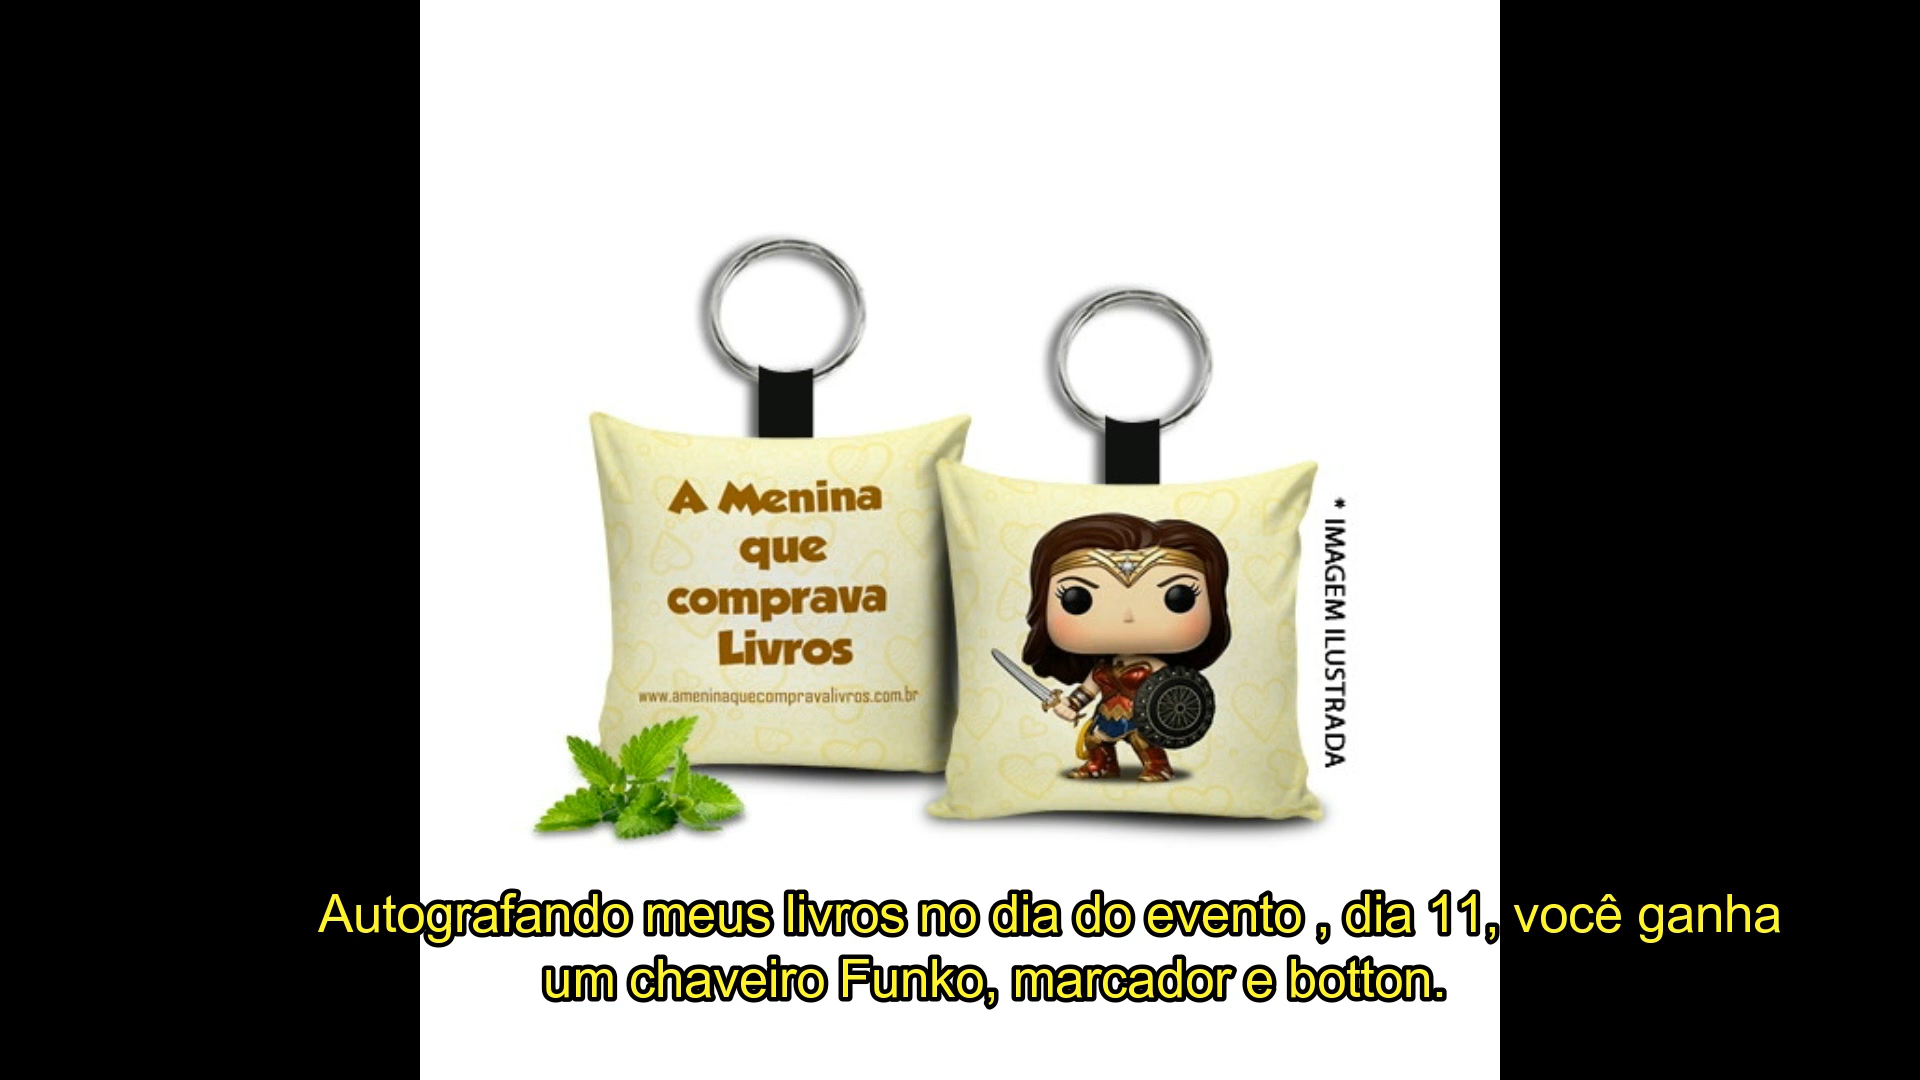 A Menina
que
comprava
Livros
www.ameninaquecompravalivros.com.br
* IMAGEM ILUSTRADA
Autografando meus livros no dia do evento , dia 11, você ganha
um chaveiro Funko, marcador e botton.